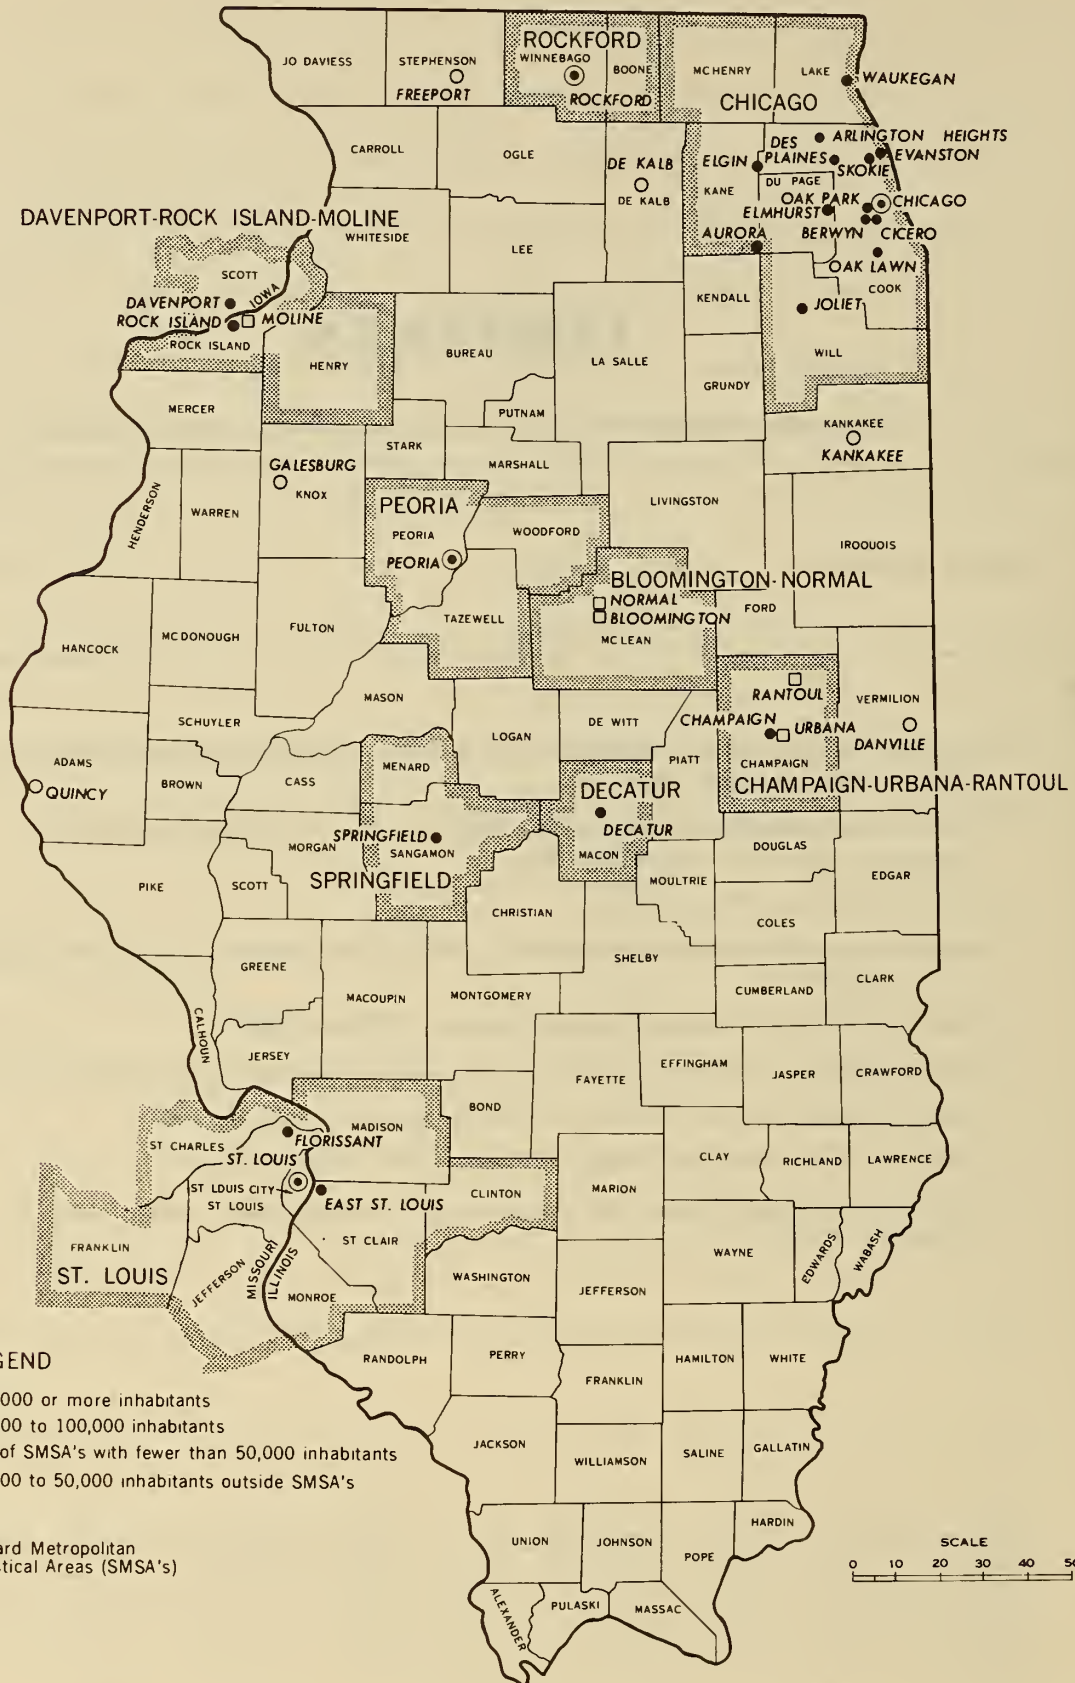 ROCKFORD
JO DAVIESS
STEPHENSON
WINNEBAGO
BOONE
MCHENRY
LAKE
WAUKEGAN
FREEPORT
ROCKFORD
CHICAGO
ARLINGTON HEIGHTS
CARROLL
OGLE
DE KALB
ELGIN
DES
PLAINES
SKOKIE
EVANSTON
KANE
DU PAGE
DE KALB
OAK PARK
CHICAGO
ELMHURST
DAVENPORT-ROCK ISLAND-MOLINE
WHITESIDE
LEE
AURORA
BERWYN
CICERO
OAK LAWN
SCOTT
IOWA
COOK
DAVENPORT
KENDALL
JOLIET
ROCK ISLAND
MOLINE
ROCK ISLAND
HENRY
BUREAU
LA SALLE
WILL
GRUNDY
MERCER
PUTNAM
KANKAKEE
STARK
KANKAKEE
GALESBURG
MARSHALL
KNOX
LIVINGSTON
HENDERSON
WARREN
PEORIA
PEORIA
WOODFORD
IROQUOIS
PEORIA
BLOOMINGTON-NORMAL
NORMAL
FORD
BLOOMINGTON
TAZEWELL
MCLEAN
HANCOCK
MCDONOUGH
FULTON
MASON
RANTOUL
VERMILION
SCHUYLER
DE WITT
CHAMPAIGN
URBANA
LOGAN
DANVILLE
ADAMS
PIATT
CHAMPAIGN
QUINCY
BROWN
CASS
MENARD
DECATUR
CHAMPAIGN-URBANA-RANTOUL
SPRINGFIELD
DECATUR
MORGAN
SANGAMON
MACON
DOUGLAS
SPRINGFIELD
PIKE
SCOTT
MOULTRIE
EDGAR
CHRISTIAN
COLES
SHELBY
GREENE
CLARK
CUMBERLAND
MACOUPIN
MONTGOMERY
CALHOUN
JERSEY
EFFINGHAM
FAYETTE
JASPER
CRAWFORD
BOND
MADISON
FLORISSANT
ST CHARLES
ST. LOUIS
CLAY
RICHLAND
LAWRENCE
ST LOUIS CITY
ST LOUIS
EAST ST. LOUIS
CLINTON
MARION
ST CLAIR
FRANKLIN
WAYNE
EDWARDS
WABASH
ST. LOUIS
JEFFERSON
MISSOURI
ILLINOIS
MONROE
WASHINGTON
JEFFERSON
RANDOLPH
PERRY
HAMILTON
WHITE
FRANKLIN
GEND
000 or more inhabitants
00 to 100,000 inhabitants
of SMSA's with fewer than 50,000 inhabitants
00 to 50,000 inhabitants outside SMSA's
JACKSON
WILLIAMSON
SALINE
GALLATIN
HARDIN
ard Metropolitan
stical Areas (SMSA's)
UNION
JOHNSON
POPE
SCALE
0 10 20 30 40 50
ALEXANDER
PULASKI
MASSAC